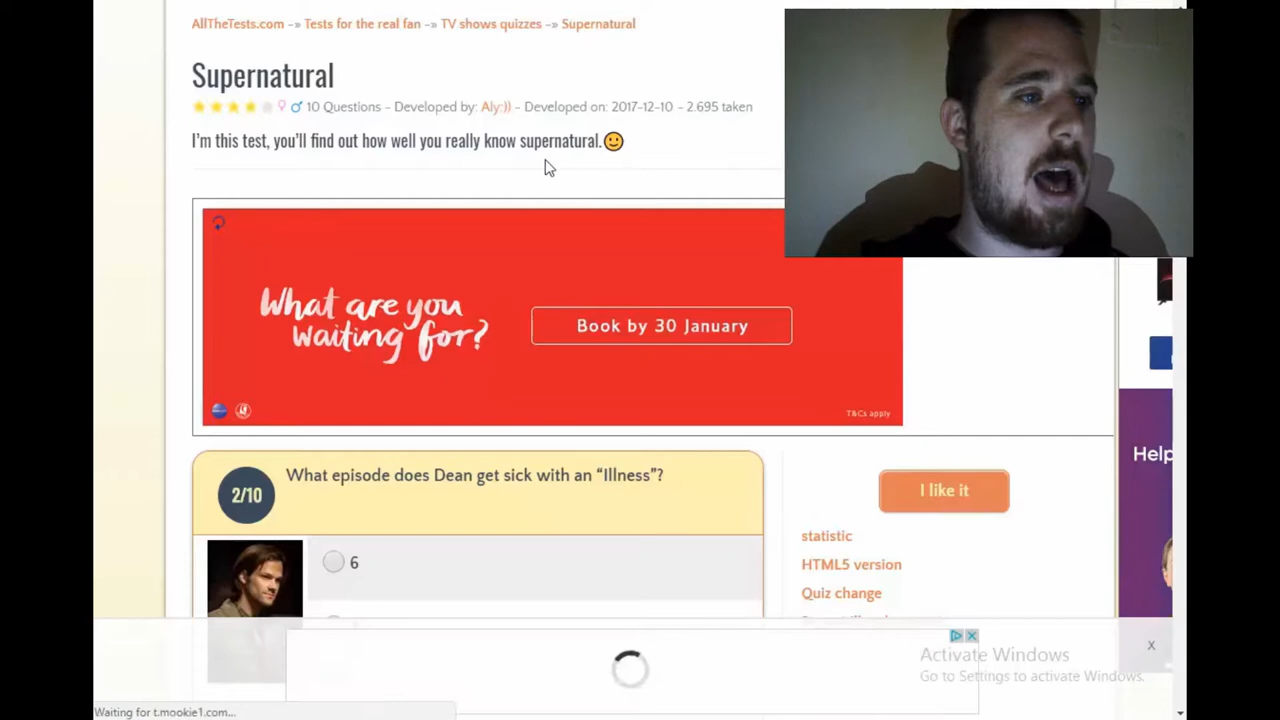 AllTheTests.com -» Tests for the real fan -» TV shows quizzes -» Supernatural
Supernatural
10 Questions - Developed by: Aly:)) - Developed on: 2017-12-10 - 2.695 taken
I'm this test, you'll find out how well you really know supernatural.🙂
What are you
waiting for?
Book by 30 January
T&Cs apply
Help
2/10
What episode does Dean get sick with an “Illness”?
I like it
6
statistic
HTML5 version
Quiz change
X
Activate Windows
Go to Settings to activate Windows.
Waiting for t.mookie1.com...